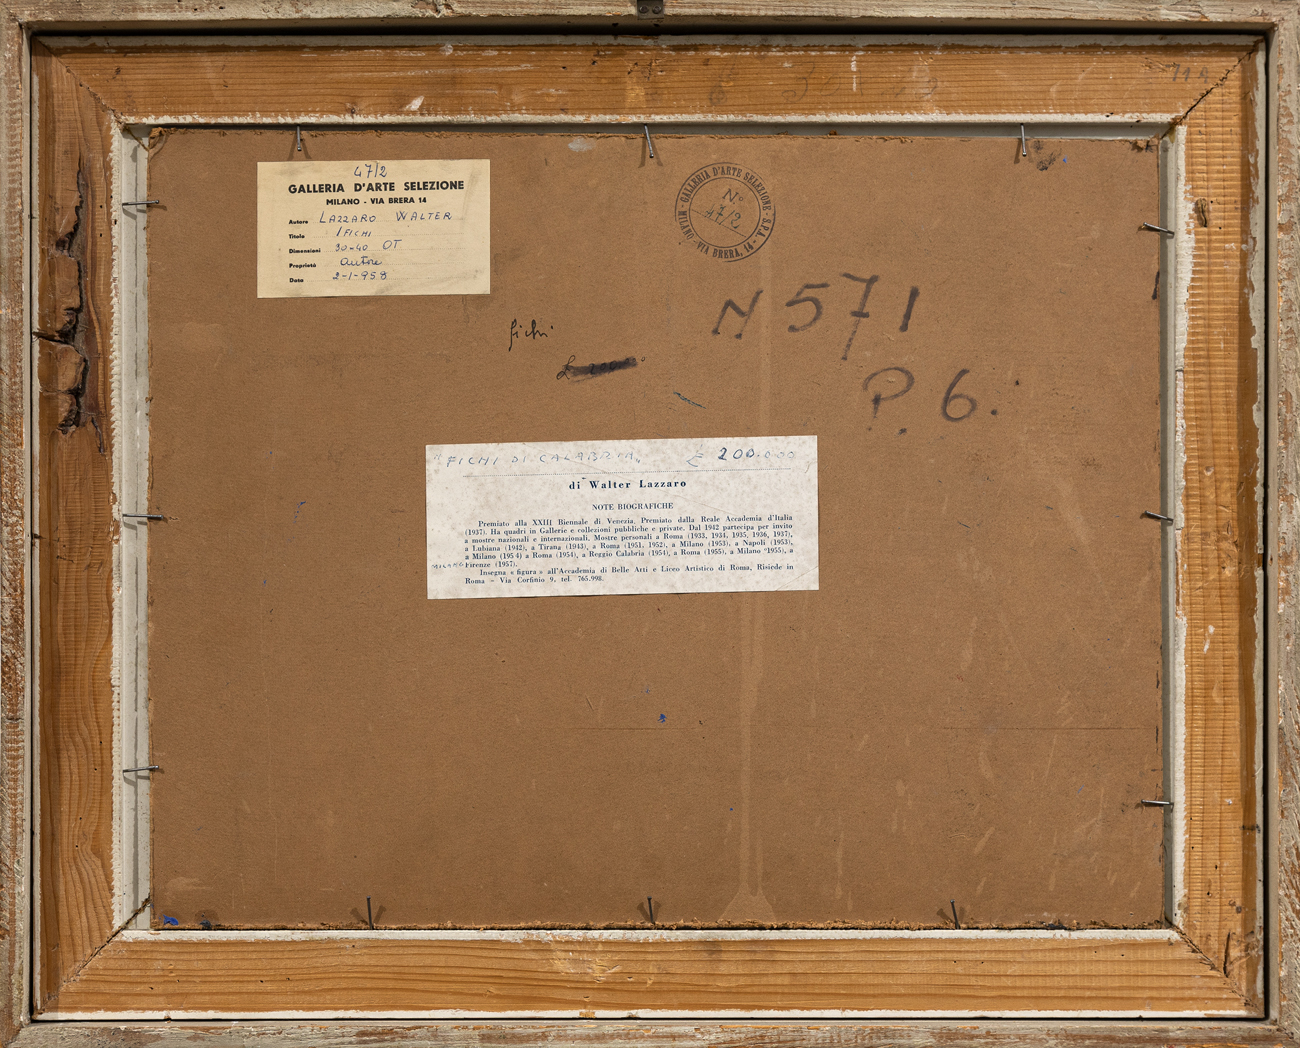 47/2
GALLERIA D'ARTE SELEZIONE
MILANO - VIA BRERA 14
Autore LAZZARO WALTER
Titolo I FICHI
Dimensioni 30-40 OT
Proprietà autore
Data 2-1-958
GALLERIA D'ARTE SELEZIONE - S.P.A. - MILANO - VIA BRERA, 14 -
N°
47/2
N 571
P. 6.
fichi
"FICHI DI CALABRIA" £ 200.000
di Walter Lazzaro
NOTE BIOGRAFICHE
Premiato alla XXIII Biennale di Venezia. Premiato dalla Reale Accademia d'Italia
(1937). Ha quadri in Gallerie e collezioni pubbliche e private. Dal 1942 partecipa per invito
a mostre nazionali e internazionali. Mostre personali a Roma (1933, 1934, 1935, 1936, 1937),
a Lubiana (1942), a Tirana (1943), a Roma (1951, 1952), a Milano (1953), a Napoli (1953),
a Milano (1954) a Roma (1954), a Reggio Calabria (1954), a Roma (1955), a Milano (1955), a
MILANO Firenze (1957).
Insegna « figura » all'Accademia di Belle Arti e Liceo Artistico di Roma, Risiede in
Roma - Via Corfinio 9, tel. 765.998.